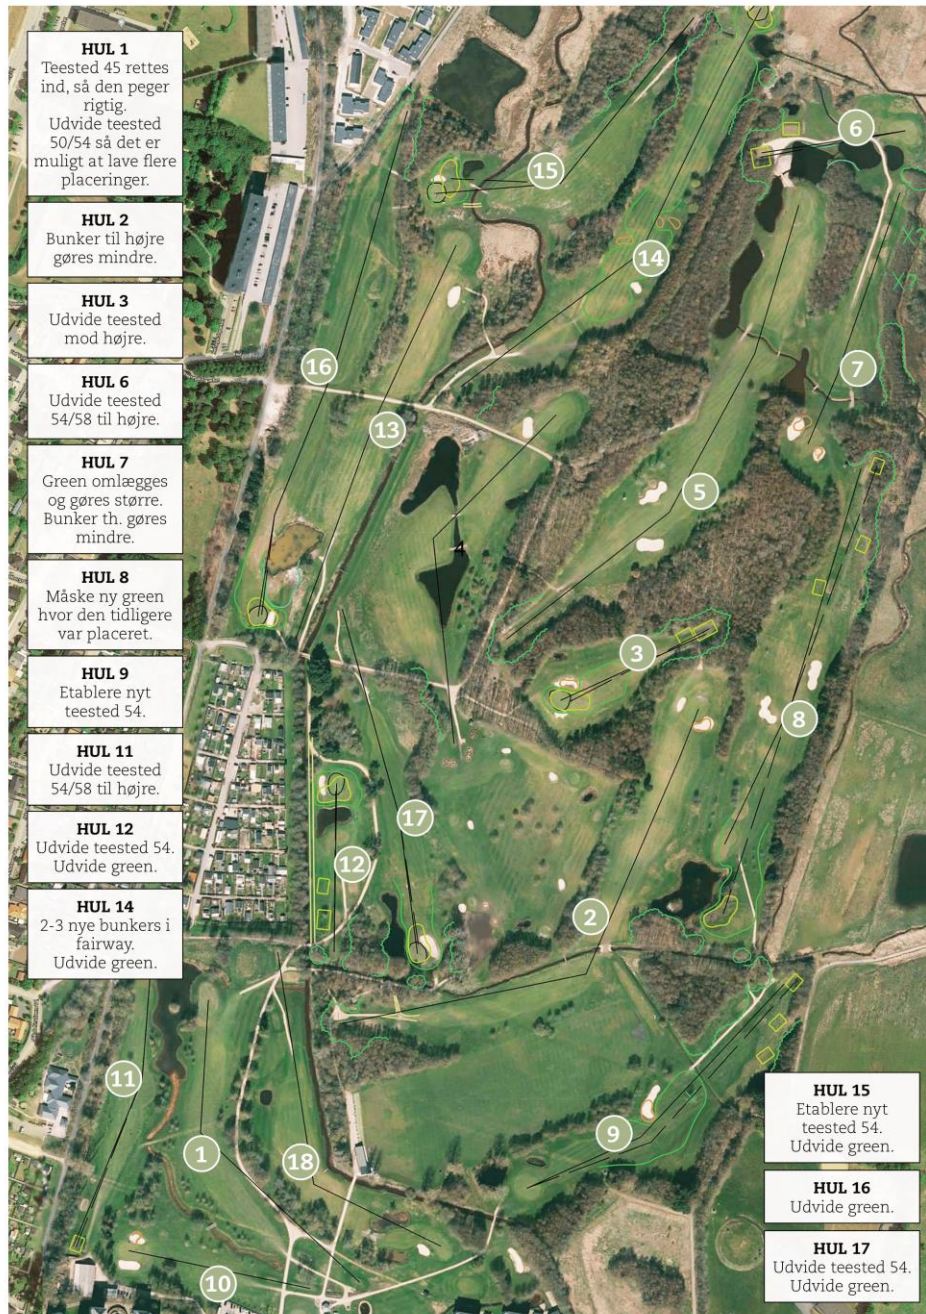 HUL 1
Teested 45 rettes
ind, så den peger
rigtig.
Udvide teested
50/54 så det er
muligt at lave flere
placeringer.
HUL 2
Bunker til højre
gøres mindre.
HUL 3
Udvide teested
mod højre.
HUL 6
Udvide teested
54/58 til højre.
HUL 7
Green omlægges
og gøres større.
Bunker th. gøres
mindre.
HUL 8
Måske ny green
hvor den tidligere
var placeret.
HUL 9
Etablere nyt
teested 54.
HUL 11
Udvide teested
54/58 til højre.
HUL 12
Udvide teested 54.
Udvide green.
HUL 14
2-3 nye bunkers i
fairway.
Udvide green.
HUL 15
Etablere nyt
teested 54.
Udvide green.
HUL 16
Udvide green.
HUL 17
Udvide teested 54.
Udvide green.
6
15
14
X?
X?
16
7
13
5
4
3
8
17
12
2
11
9
1
18
10